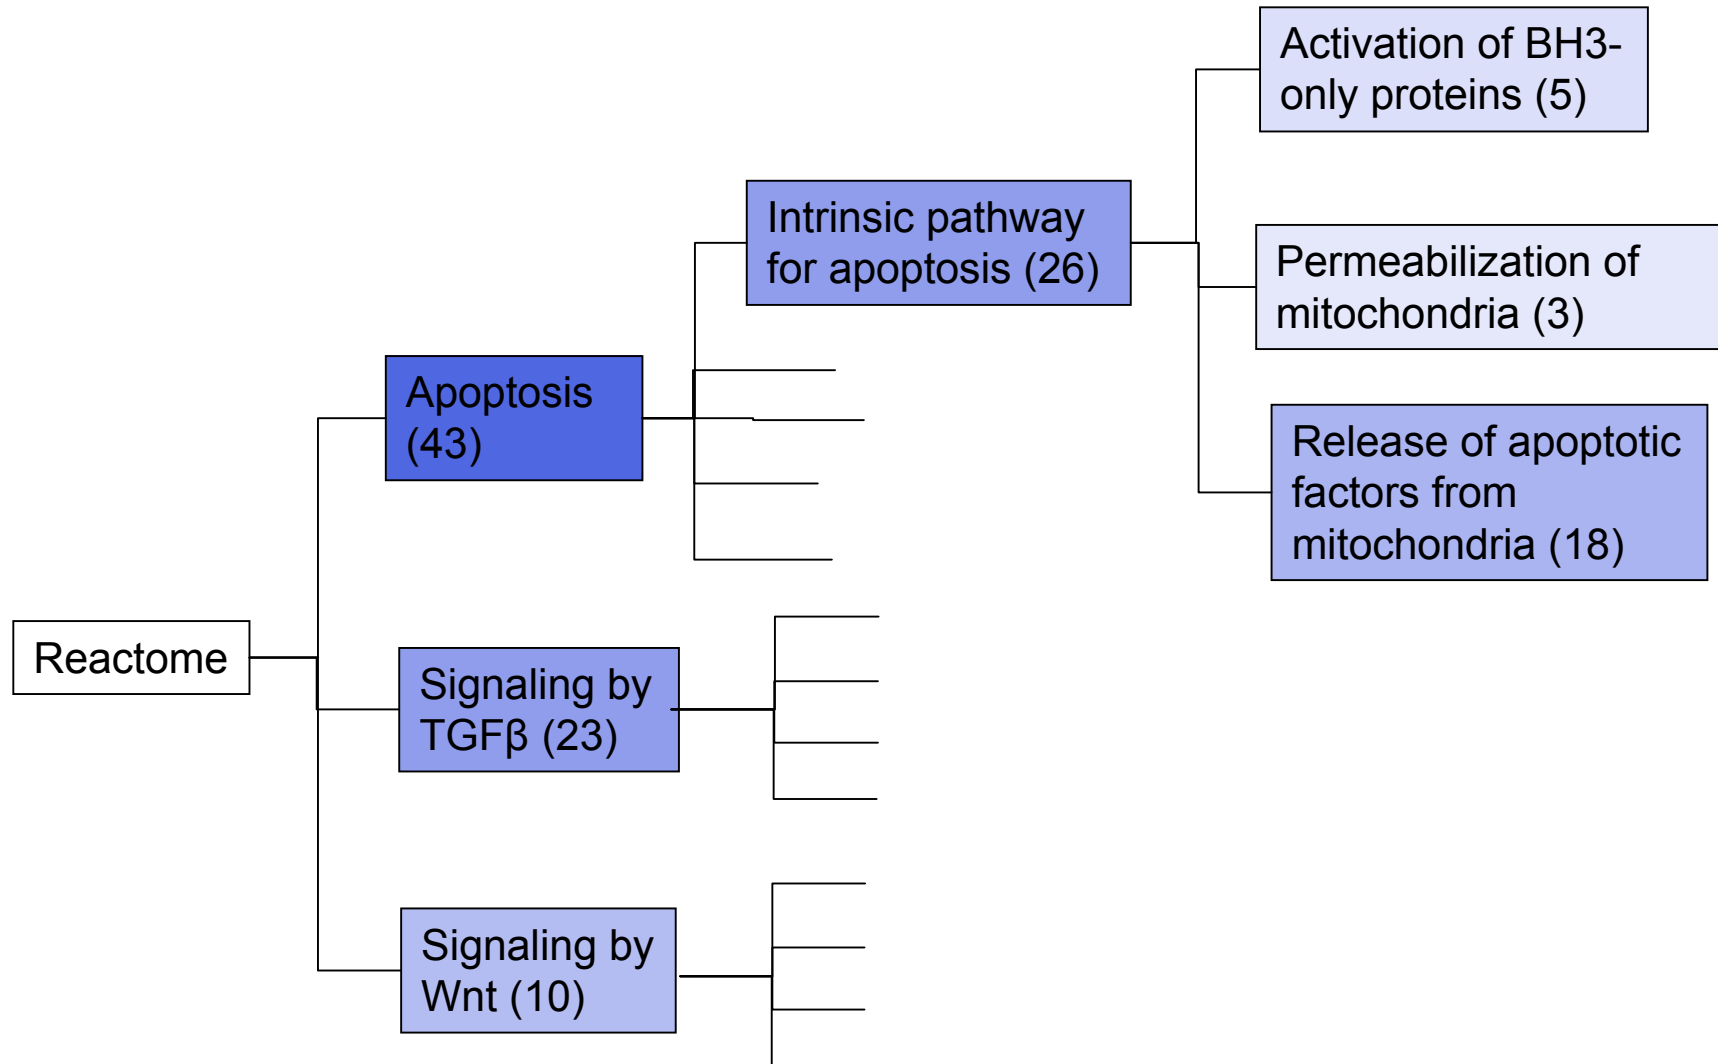 Activation of BH3-
only proteins (5)
Intrinsic pathway
for apoptosis (26)
Permeabilization of
mitochondria (3)
Apoptosis
(43)
Release of apoptotic
factors from
mitochondria (18)
Reactome
Signaling by
TGFβ (23)
Signaling by
Wnt (10)